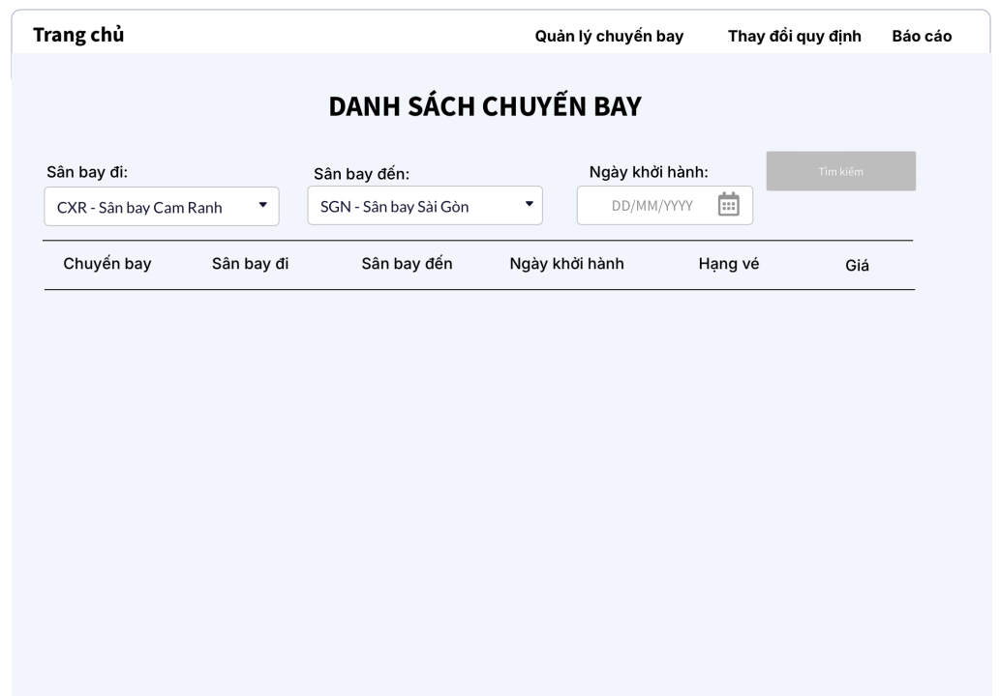 Trang chủ Quản lý chuyến bay Thay đổi quy định Báo cáo
DANH SÁCH CHUYẾN BAY
Sân bay đi: Sân bay đến: Ngày khởi hành: Tìm kiếm
CXR - Sân bay Cam Ranh SGN - Sân bay Sài Gòn DD/MM/YYYY
Chuyến bay Sân bay đi Sân bay đến Ngày khởi hành Hạng vé Giá